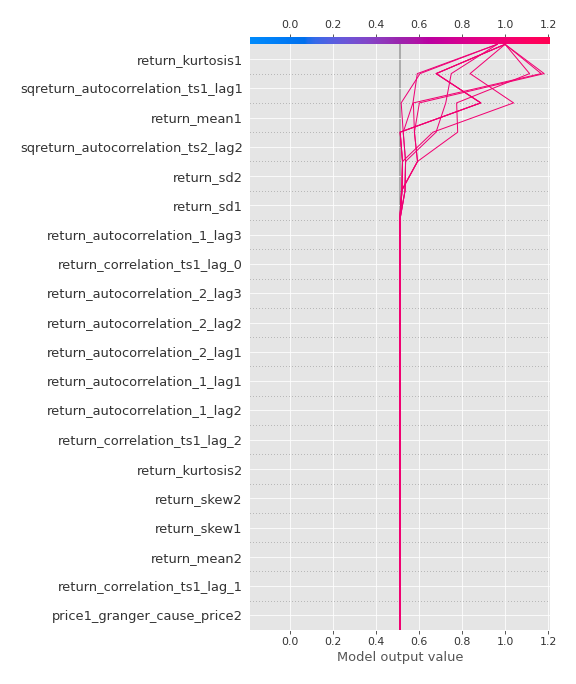 0.0 0.2 0.4 0.6 0.8 1.0 1.2
return_kurtosis1
sqreturn_autocorrelation_ts1_lag1
return_mean1
sqreturn_autocorrelation_ts2_lag2
return_sd2
return_sd1
return_autocorrelation_1_lag3
return_correlation_ts1_lag_0
return_autocorrelation_2_lag3
return_autocorrelation_2_lag2
return_autocorrelation_2_lag1
return_autocorrelation_1_lag1
return_autocorrelation_1_lag2
return_correlation_ts1_lag_2
return_kurtosis2
return_skew2
return_skew1
return_mean2
return_correlation_ts1_lag_1
price1_granger_cause_price2
0.0 0.2 0.4 0.6 0.8 1.0 1.2
Model output value